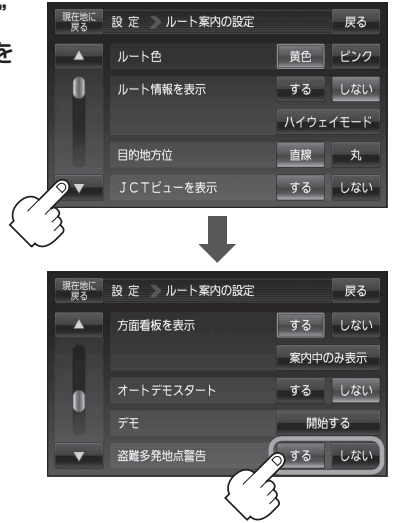 ”
を
現在地に
戻る
設 定 ルート案内の設定
戻る
ルート色 黄色 ピンク
ルート情報を表示 する しない
ハイウェイモード
目的地方位 直線 丸
JCTビューを表示 する しない
現在地に
戻る
設 定 ルート案内の設定
戻る
方面看板を表示 する しない
案内中のみ表示
オートデモスタート する しない
デモ 開始する
盗難多発地点警告 する しない